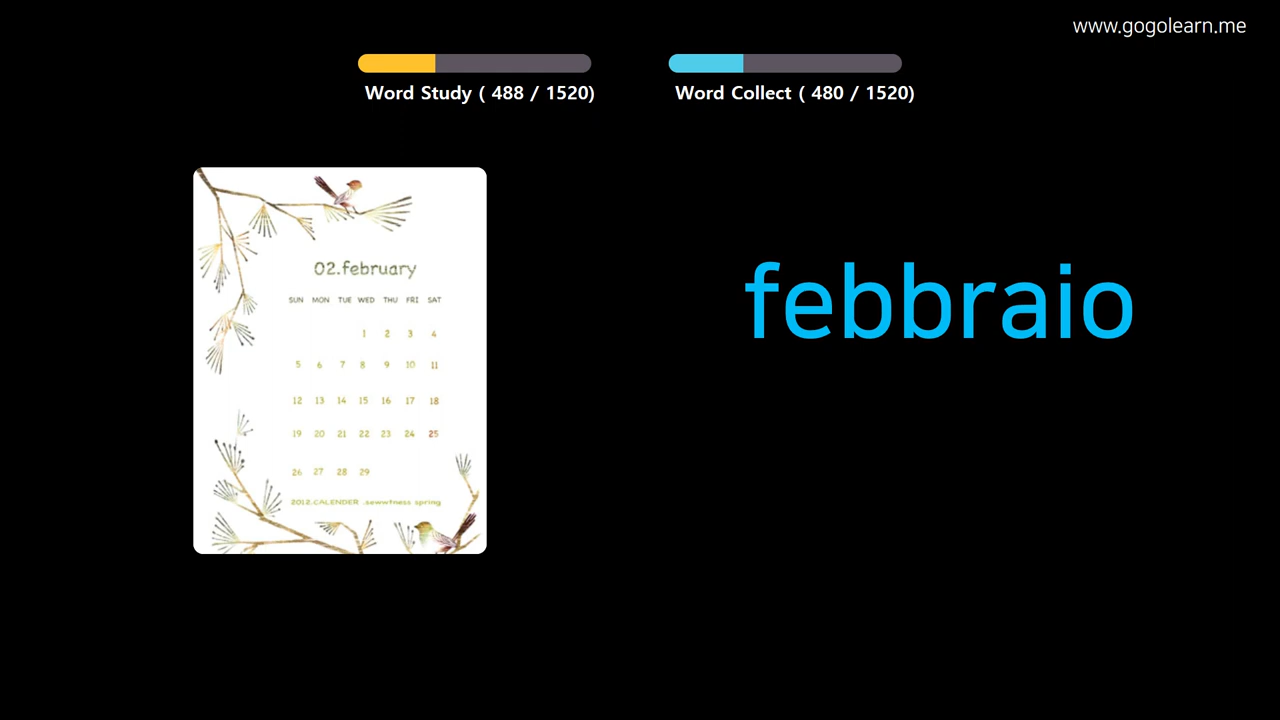 www.gogolearn.me
Word Study ( 488 / 1520)
Word Collect ( 480 / 1520)
02.february
SUN MON TUE WED THU FRI SAT
1 2 3 4
5 6 7 8 9 10 11
12 13 14 15 16 17 18
19 20 21 22 23 24 25
26 27 28 29
2012.CALENDER .sewwtness spring
febbraio